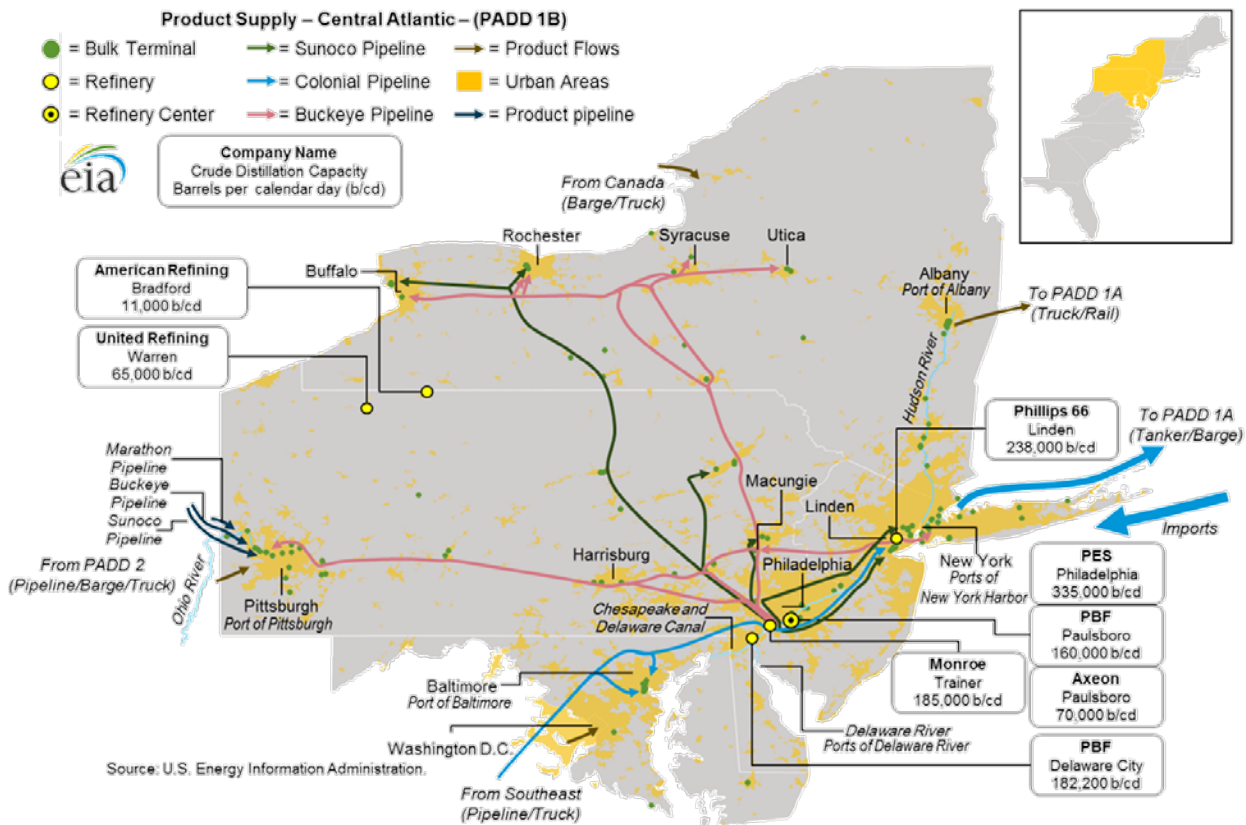 Product Supply – Central Atlantic – (PADD 1B)
= Bulk Terminal
= Sunoco Pipeline
= Product Flows
= Refinery
= Colonial Pipeline
= Urban Areas
= Refinery Center
= Buckeye Pipeline
= Product pipeline
eia
Company Name
Crude Distillation Capacity
Barrels per calendar day (b/cd)
From Canada
(Barge/Truck)
Rochester
Syracuse
Utica
Buffalo
American Refining
Bradford
11,000 b/cd
United Refining
Warren
65,000 b/cd
Albany
Port of Albany
To PADD 1A
(Truck/Rail)
Hudson River
Phillips 66
Linden
238,000 b/cd
To PADD 1A
(Tanker/Barge)
Imports
Marathon
Pipeline
Buckeye
Pipeline
Sunoco
Pipeline
From PADD 2
(Pipeline/Barge/Truck)
Ohio River
Pittsburgh
Port of Pittsburgh
Harrisburg
Macungie
Linden
Philadelphia
New York
Ports of
New York Harbor
Chesapeake and
Delaware Canal
PES
Philadelphia
335,000 b/cd
PBF
Paulsboro
160,000 b/cd
Axeon
Paulsboro
70,000 b/cd
PBF
Delaware City
182,200 b/cd
Monroe
Trainer
185,000 b/cd
Baltimore
Port of Baltimore
Washington D.C.
Delaware River
Ports of Delaware River
From Southeast
(Pipeline/Truck)
Source: U.S. Energy Information Administration.